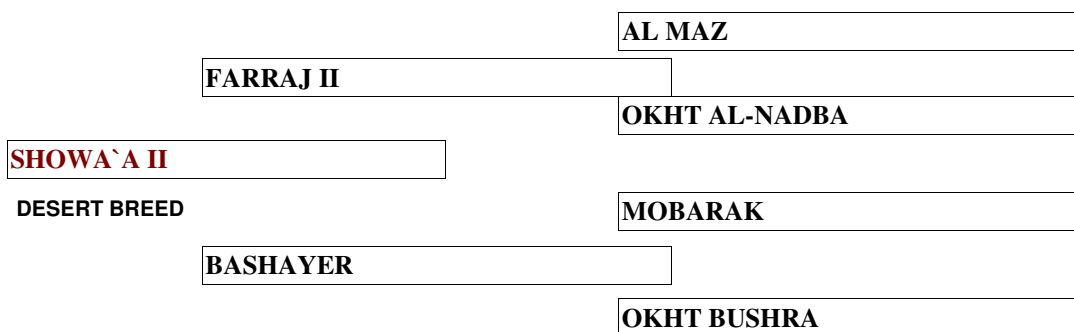 AL MAZ
FARRAJ II
OKHT AL-NADBA
SHOWA`A II
DESERT BREED
MOBARAK
BASHAYER
OKHT BUSHRA